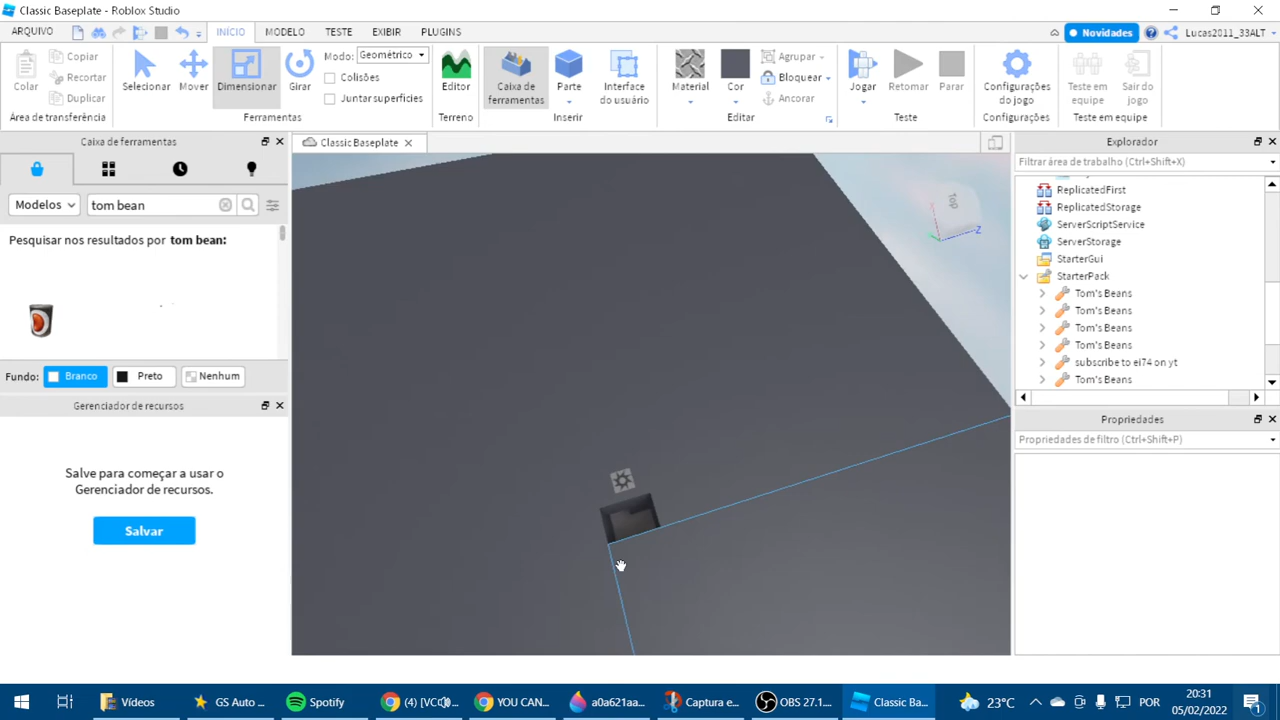 Classic Baseplate - Roblox Studio
ARQUIVO INÍCIO MODELO TESTE EXIBIR PLUGINS Novidades Lucas2011_33ALT
Colar Copiar Recortar Duplicar
Área de transferência
Selecionar Mover Dimensionar Girar
Modo: Geométrico
Colisões
Juntar superfícies
Ferramentas
Editor
Terreno
Caixa de ferramentas Parte Interface do usuário
Inserir
Material Cor Agrupar Bloquear Ancorar
Editar
Jogar Retomar Parar
Teste
Configurações do jogo
Configurações
Teste em equipe Sair do jogo
Teste em equipe
Caixa de ferramentas
Modelos tom bean
Pesquisar nos resultados por tom bean:
Fundo: Branco Preto Nenhum
Gerenciador de recursos
Salve para começar a usar o
Gerenciador de recursos.
Salvar
Classic Baseplate
top
Z
Explorador
Filtrar área de trabalho (Ctrl+Shift+X)
ReplicatedFirst
ReplicatedStorage
ServerScriptService
ServerStorage
StarterGui
StarterPack
Tom's Beans
Tom's Beans
Tom's Beans
Tom's Beans
subscribe to ei74 on yt
Tom's Beans
Propriedades
Propriedades de filtro (Ctrl+Shift+P)
Vídeos GS Auto ... Spotify (4) [VC YOU CAN... a0a621aa... Captura e... OBS 27.1... Classic Ba... 23°C POR 20:31
05/02/2022
1